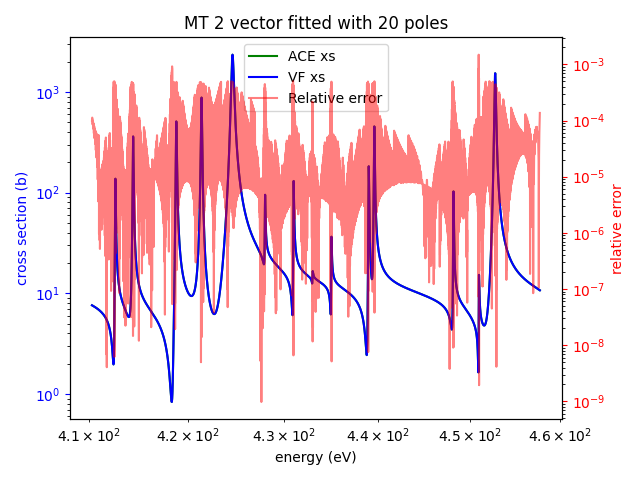 MT 2 vector fitted with 20 poles
ACE xs
VF xs
Relative error
cross section (b)
10³
10²
10¹
10⁰
10⁻³
10⁻⁴
10⁻⁵
10⁻⁶
10⁻⁷
10⁻⁸
10⁻⁹
relative error
4.1 × 10² 4.2 × 10² 4.3 × 10² 4.4 × 10² 4.5 × 10² 4.6 × 10²
energy (eV)